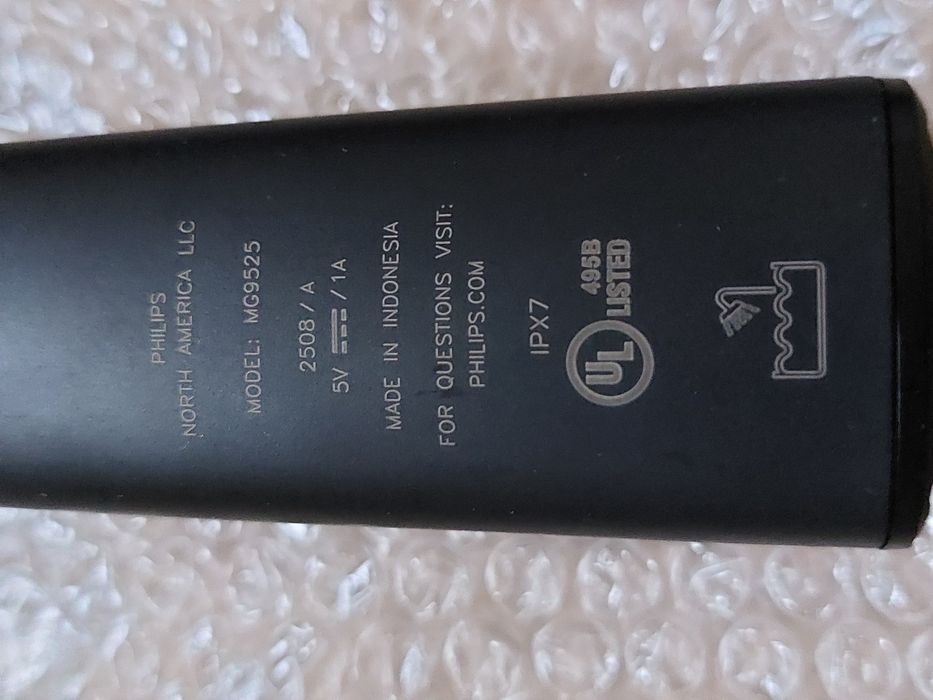 PHILIPS
NORTH AMERICA LLC
MODEL: MG9525
2508 / A
5V ⎓ / 1A
MADE IN INDONESIA
FOR QUESTIONS VISIT:
PHILIPS.COM
IPX7
UL 495B
LISTED